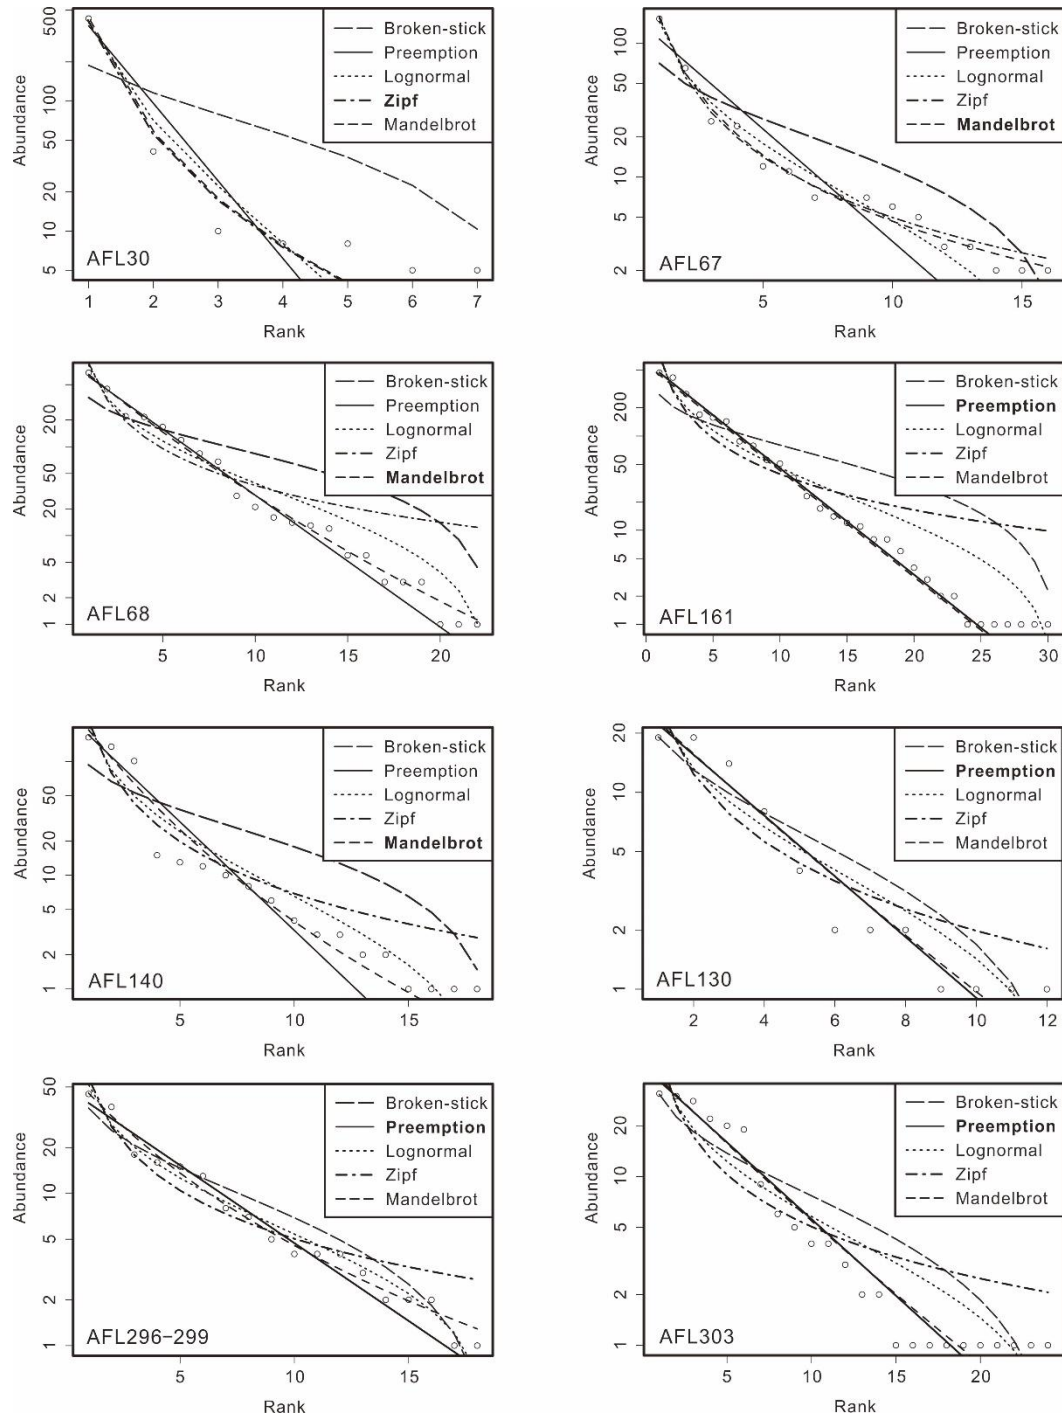 500
100
50
20
10
5
Abundance
Broken-stick
Preemption
Lognormal
Zipf
Mandelbrot
AFL30
1 2 3 4 5 6 7
Rank
100
50
20
10
5
2
Abundance
Broken-stick
Preemption
Lognormal
Zipf
Mandelbrot
AFL67
5 10 15
Rank
200
50
20
10
5
2
1
Abundance
Broken-stick
Preemption
Lognormal
Zipf
Mandelbrot
AFL68
5 10 15 20
Rank
200
50
10
5
2
1
Abundance
Broken-stick
Preemption
Lognormal
Zipf
Mandelbrot
AFL161
0 5 10 15 20 25 30
Rank
50
20
10
5
2
1
Abundance
Broken-stick
Preemption
Lognormal
Zipf
Mandelbrot
AFL140
5 10 15
Rank
20
10
5
2
1
Abundance
Broken-stick
Preemption
Lognormal
Zipf
Mandelbrot
AFL130
2 4 6 8 10 12
Rank
50
20
10
5
2
1
Abundance
Broken-stick
Preemption
Lognormal
Zipf
Mandelbrot
AFL296–299
5 10 15
Rank
20
10
5
2
1
Abundance
Broken-stick
Preemption
Lognormal
Zipf
Mandelbrot
AFL303
5 10 15 20
Rank